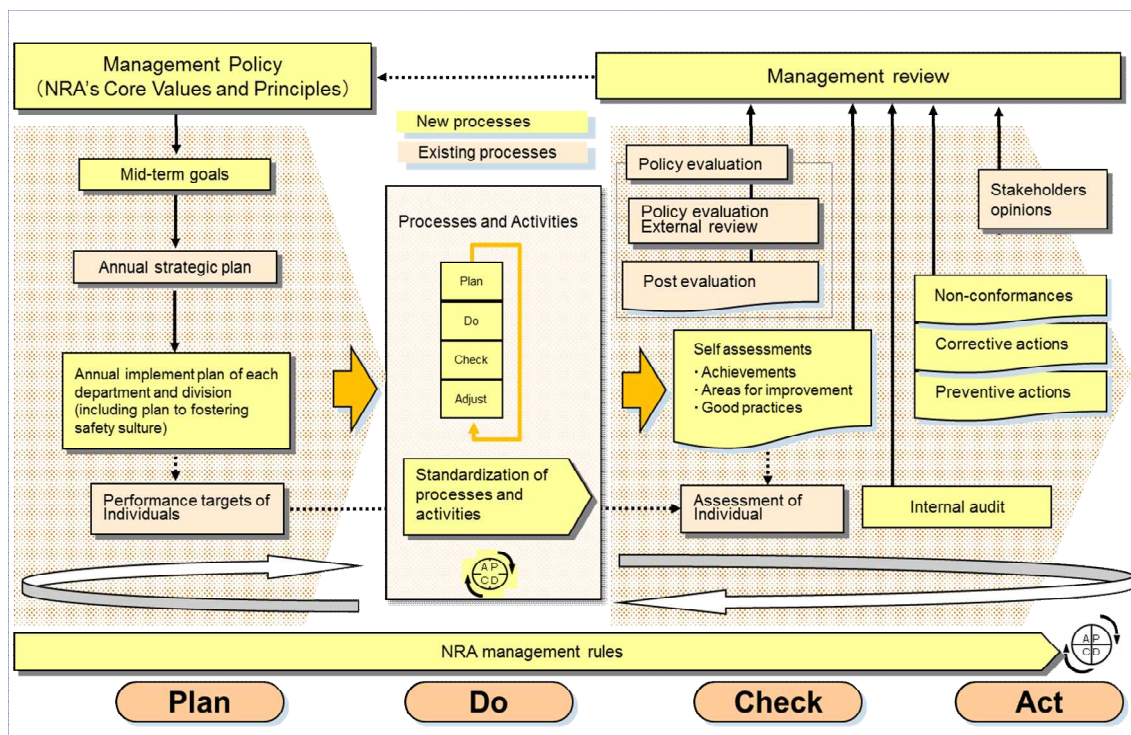 Management Policy
（NRA's Core Values and Principles）
Management review
New processes
Existing processes
Mid-term goals
Annual strategic plan
Annual implement plan of each
department and division
(including plan to fostering
safety sulture)
Performance targets of
Individuals
Processes and Activities
Plan
Do
Check
Adjust
Standardization of
processes and
activities
A P
C D
Policy evaluation
Policy evaluation
External review
Post evaluation
Self assessments
・Achievements
・Areas for improvement
・Good practices
Assessment of
Individual
Stakeholders
opinions
Non-conformances
Corrective actions
Preventive actions
Internal audit
NRA management rules
A P
C D
Plan
Do
Check
Act